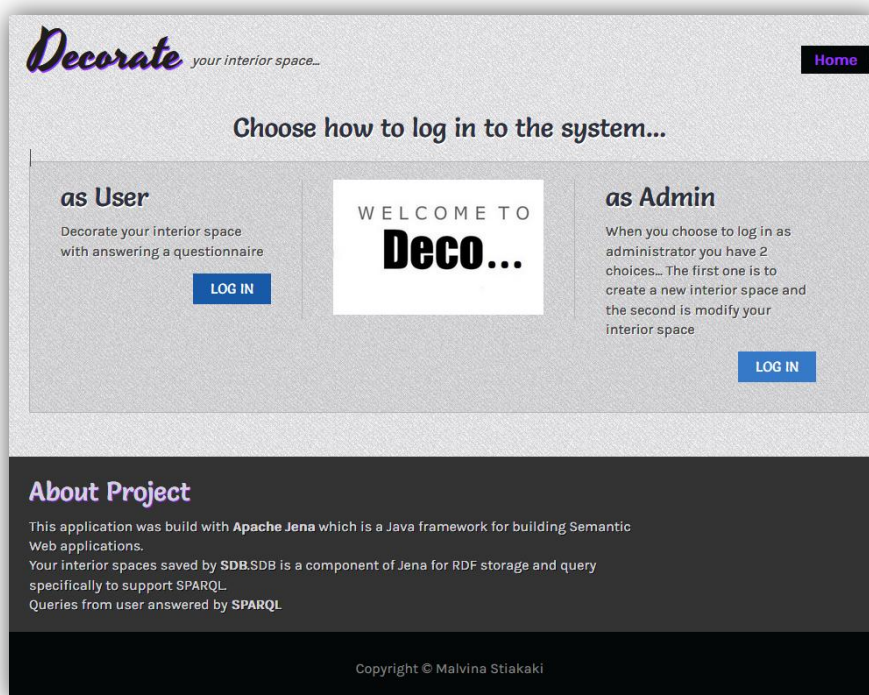 Decorate your interior space...
Home
Choose how to log in to the system...
as User
Decorate your interior space
with answering a questionnaire
LOG IN
WELCOME TO
Deco...
as Admin
When you choose to log in as
administrator you have 2
choices... The first one is to
create a new interior space and
the second is modify your
interior space
LOG IN
About Project
This application was build with Apache Jena which is a Java framework for building Semantic
Web applications.
Your interior spaces saved by SDB.SDB is a component of Jena for RDF storage and query
specifically to support SPARQL.
Queries from user answered by SPARQL
Copyright © Malvina Stiakaki